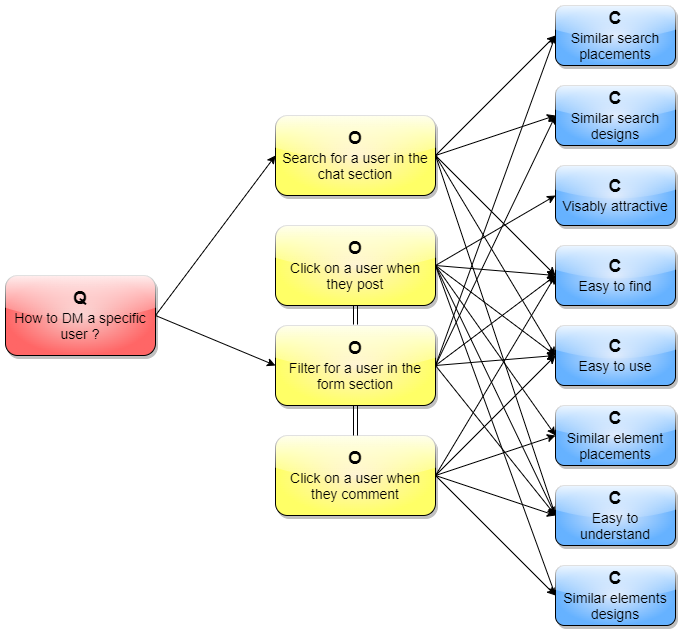 Q
How to DM a specific
user ?
O
Search for a user in the
chat section
O
Click on a user when
they post
O
Filter for a user in the
form section
O
Click on a user when
they comment
C
Similar search
placements
C
Similar search
designs
C
Visably attractive
C
Easy to find
C
Easy to use
C
Similar element
placements
C
Easy to
understand
C
Similar elements
designs